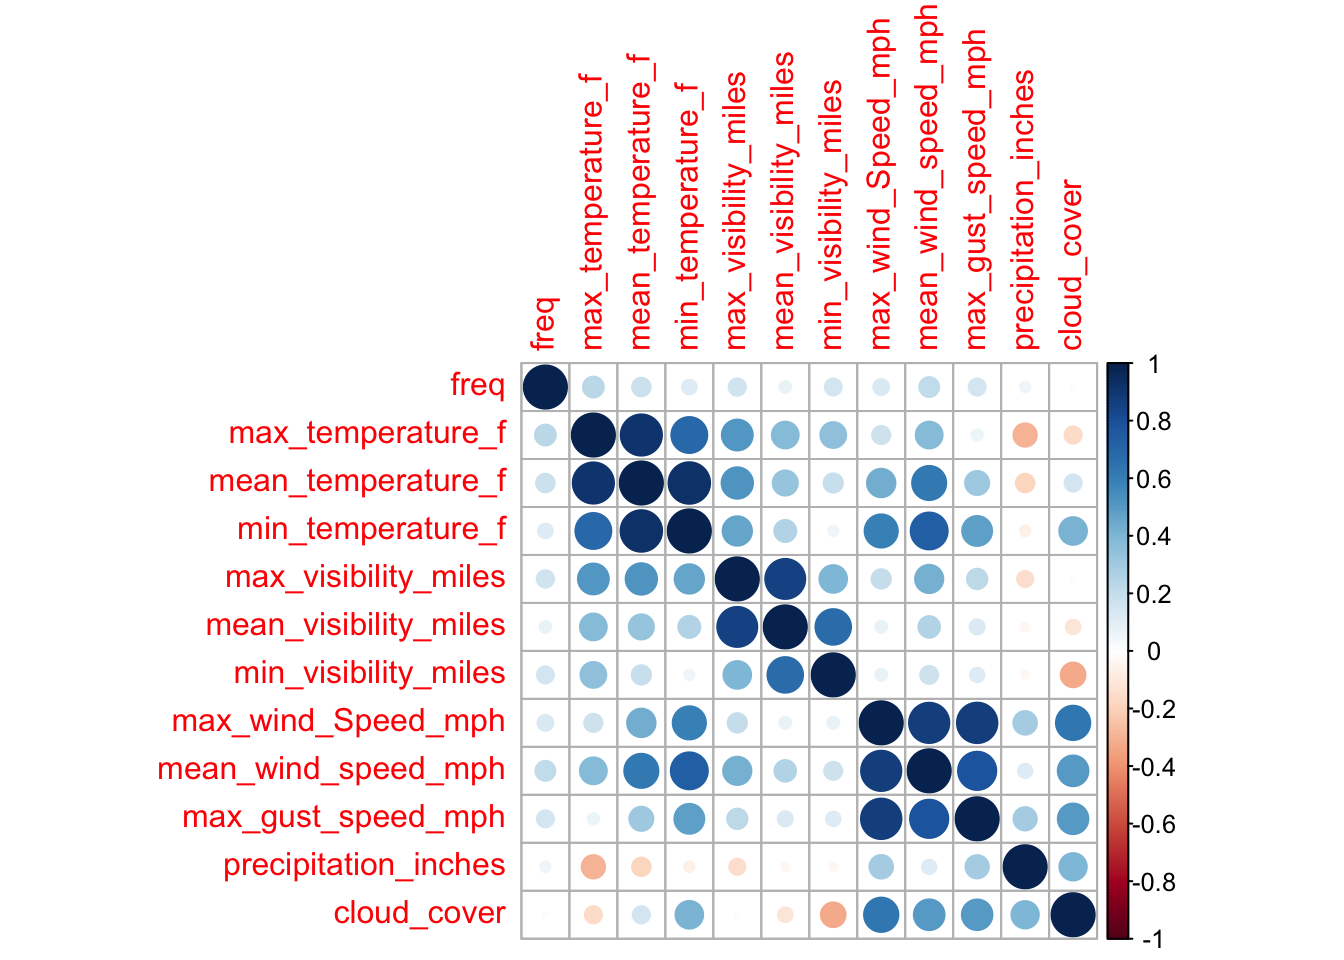 freq
max_temperature_f
mean_temperature_f
min_temperature_f
max_visibility_miles
mean_visibility_miles
min_visibility_miles
max_wind_Speed_mph
mean_wind_speed_mph
max_gust_speed_mph
precipitation_inches
cloud_cover
freq
max_temperature_f
mean_temperature_f
min_temperature_f
max_visibility_miles
mean_visibility_miles
min_visibility_miles
max_wind_Speed_mph
mean_wind_speed_mph
max_gust_speed_mph
precipitation_inches
cloud_cover
1
0.8
0.6
0.4
0.2
0
-0.2
-0.4
-0.6
-0.8
-1